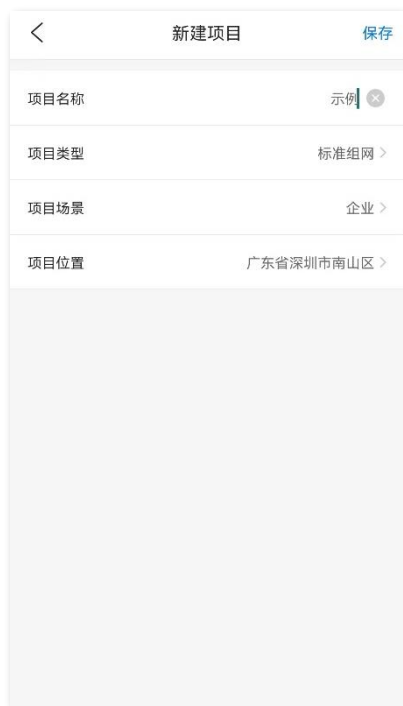 新建项目 保存
项目名称 示例
项目类型 标准组网
项目场景 企业
项目位置 广东省深圳市南山区